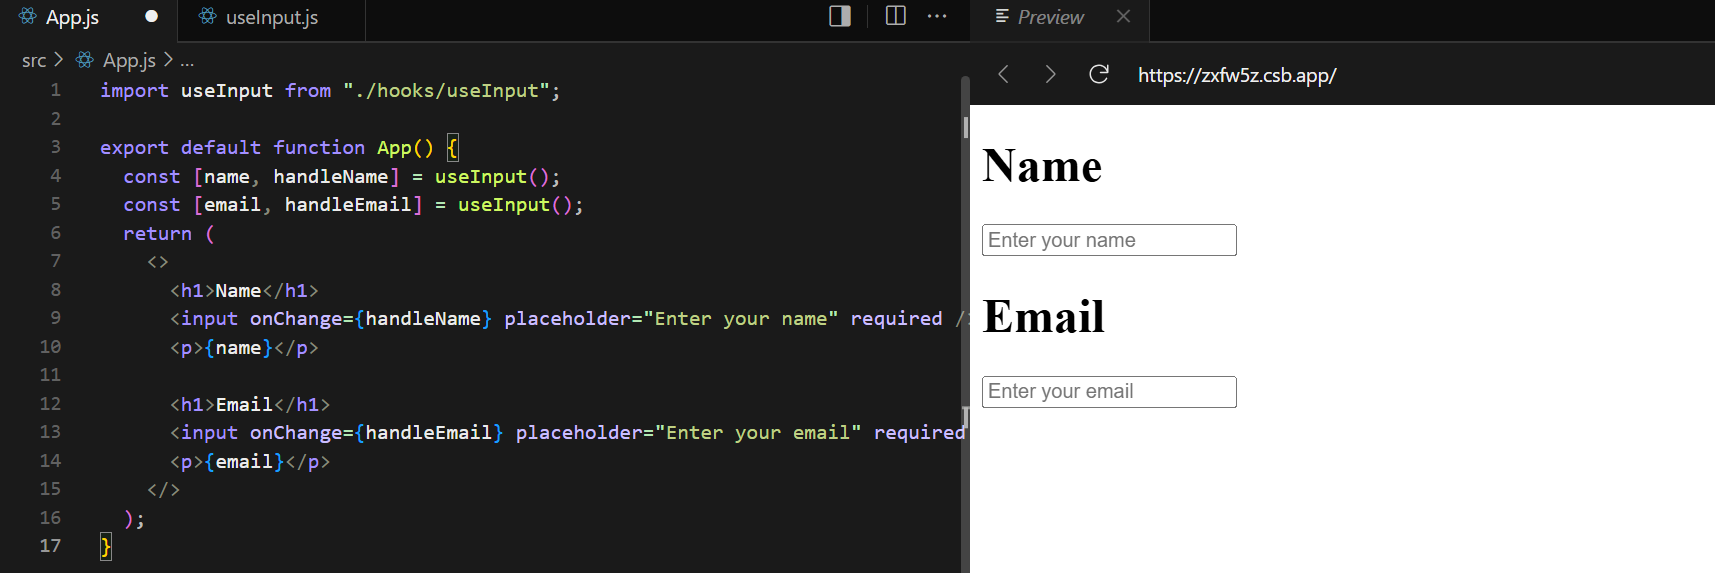 App.js
useInput.js
Preview
src > App.js > ...
https://zxfw5z.csb.app/
1 import useInput from "./hooks/useInput";
2
3 export default function App() {
4 const [name, handleName] = useInput();
5 const [email, handleEmail] = useInput();
6 return (
7 <>
8 <h1>Name</h1>
9 <input onChange={handleName} placeholder="Enter your name" required />
10 <p>{name}</p>
11
12 <h1>Email</h1>
13 <input onChange={handleEmail} placeholder="Enter your email" required
14 <p>{email}</p>
15 </>
16 );
17 }
Name
Enter your name
Email
Enter your email